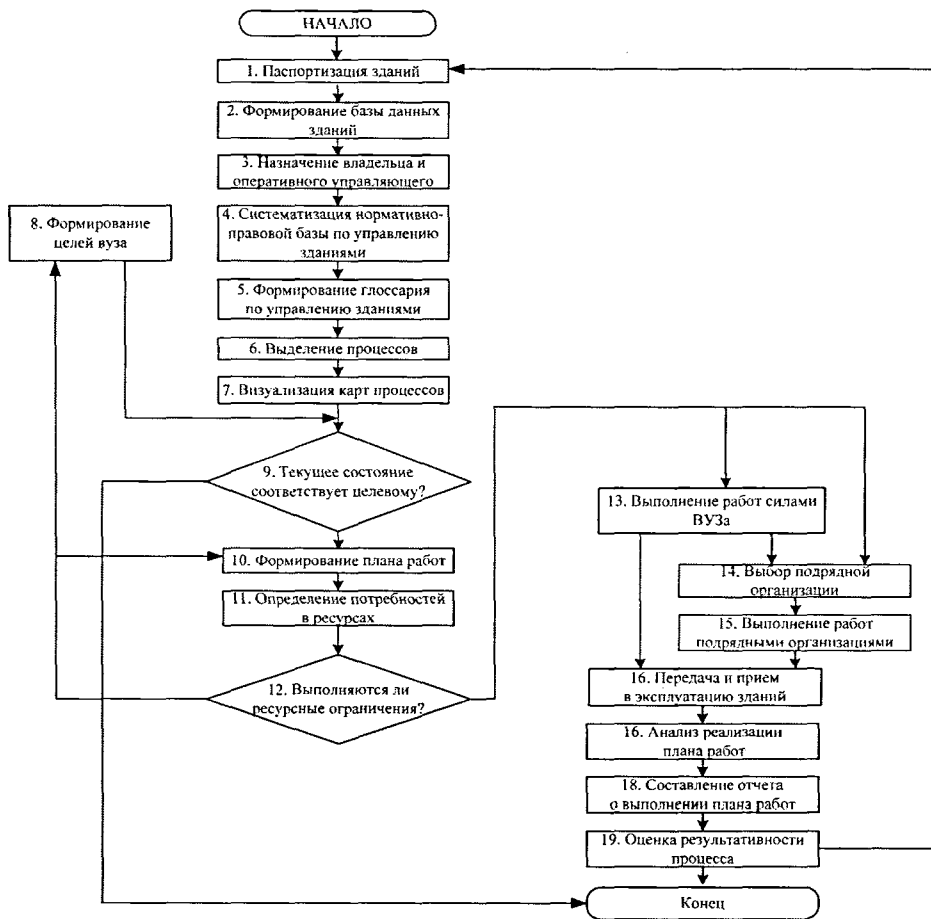 НАЧАЛО
1. Паспортизация зданий
2. Формирование базы данных
зданий
3. Назначение владельца и
оперативного управляющего
4. Систематизация нормативно-
правовой базы по управлению
зданиями
8. Формирование
целей вуза
5. Формирование глоссария
по управлению зданиями
6. Выделение процессов
7. Визуализация карт процессов
9. Текущее состояние
соответствует целевому?
10. Формирование плана работ
11. Определение потребностей
в ресурсах
12. Выполняются ли
ресурсные ограничения?
13. Выполнение работ силами
ВУЗа
14. Выбор подрядной
организации
15. Выполнение работ
подрядными организациями
16. Передача и прием
в эксплуатацию зданий
16. Анализ реализации
плана работ
18. Составление отчета
о выполнении плана работ
19. Оценка результативности
процесса
Конец